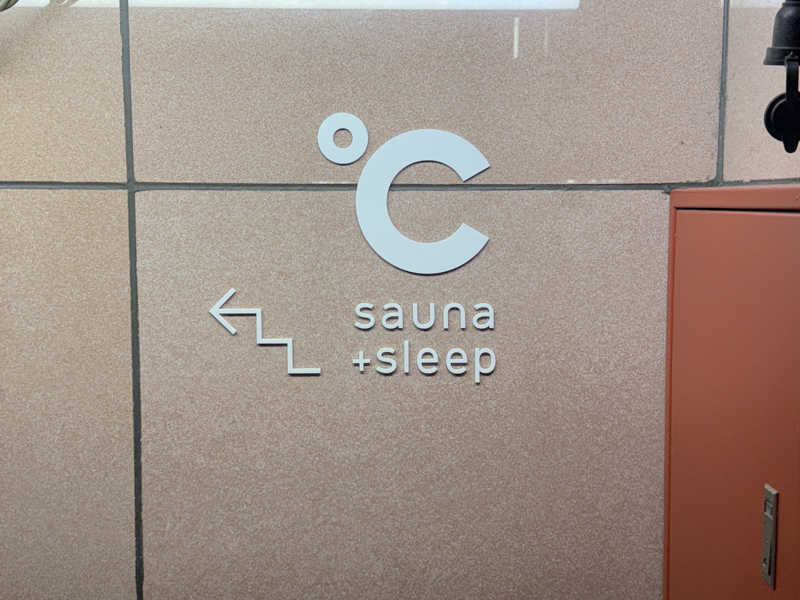 ℃
sauna
+sleep